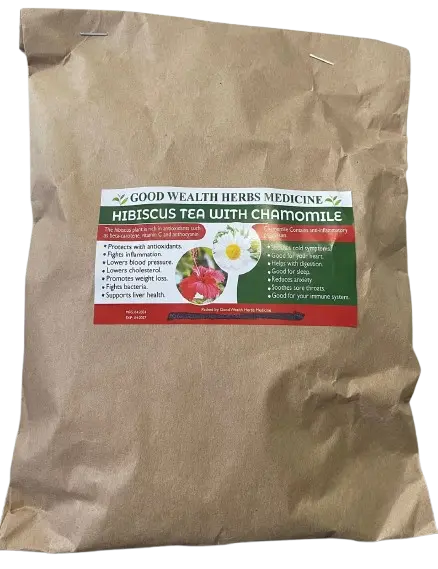 GOOD WEALTH HERBS MEDICINE
HIBISCUS TEA WITH CHAMOMILE
The hibiscus plant is rich in antioxidants such
as beta-carotene, vitamin C and anthocyanin.
• Protects with antioxidants.
• Fights inflammation.
• Lowers blood pressure.
• Lowers cholesterol.
• Promotes weight loss.
• Fights bacteria.
• Supports liver health.
Chamomile Contains anti-inflammatory
cold symptoms.
• Good for your heart.
• Helps with digestion.
• Good for sleep.
• Reduces anxiety
• Soothes sore throats.
• Good for your immune system.
Packed by Good Wealth Herbs Medicine